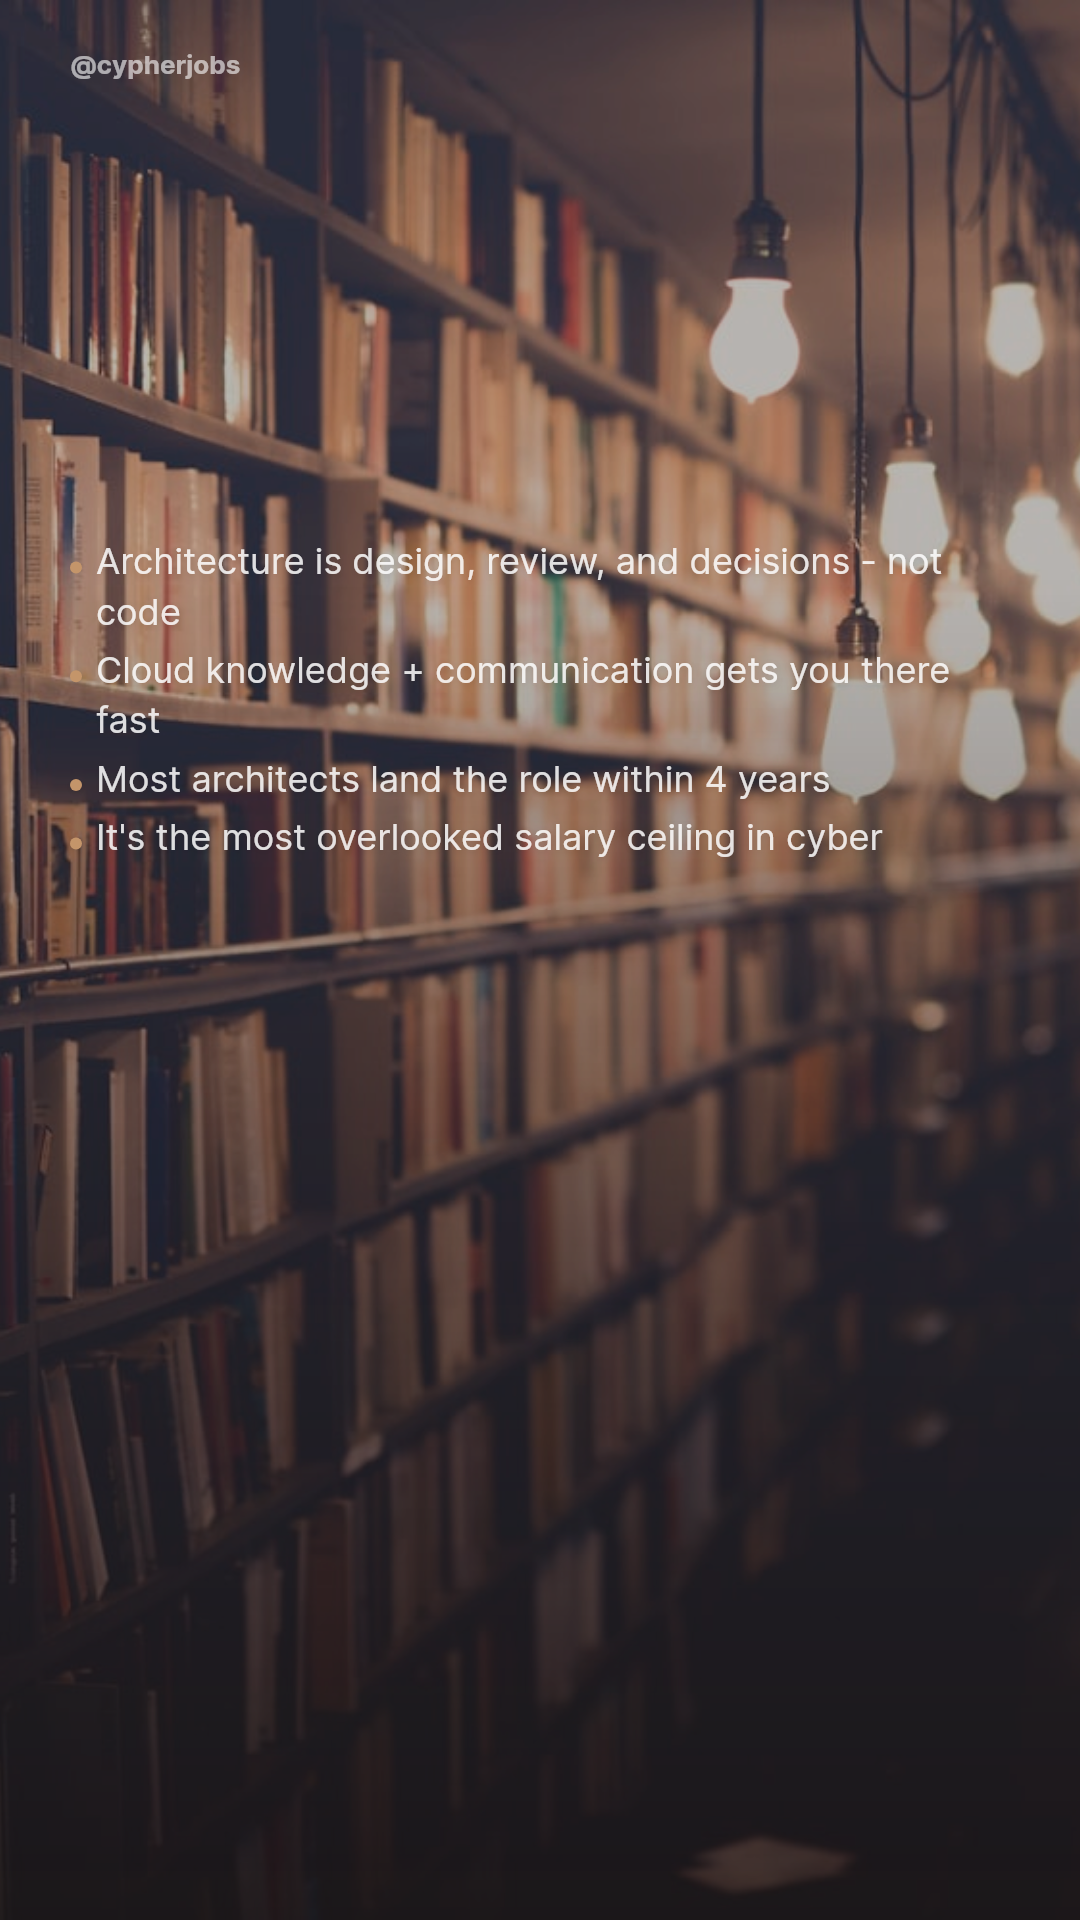 @cypherjobs
Architecture is design, review, and decisions - not
code
Cloud knowledge + communication gets you there
fast
Most architects land the role within 4 years
It's the most overlooked salary ceiling in cyber